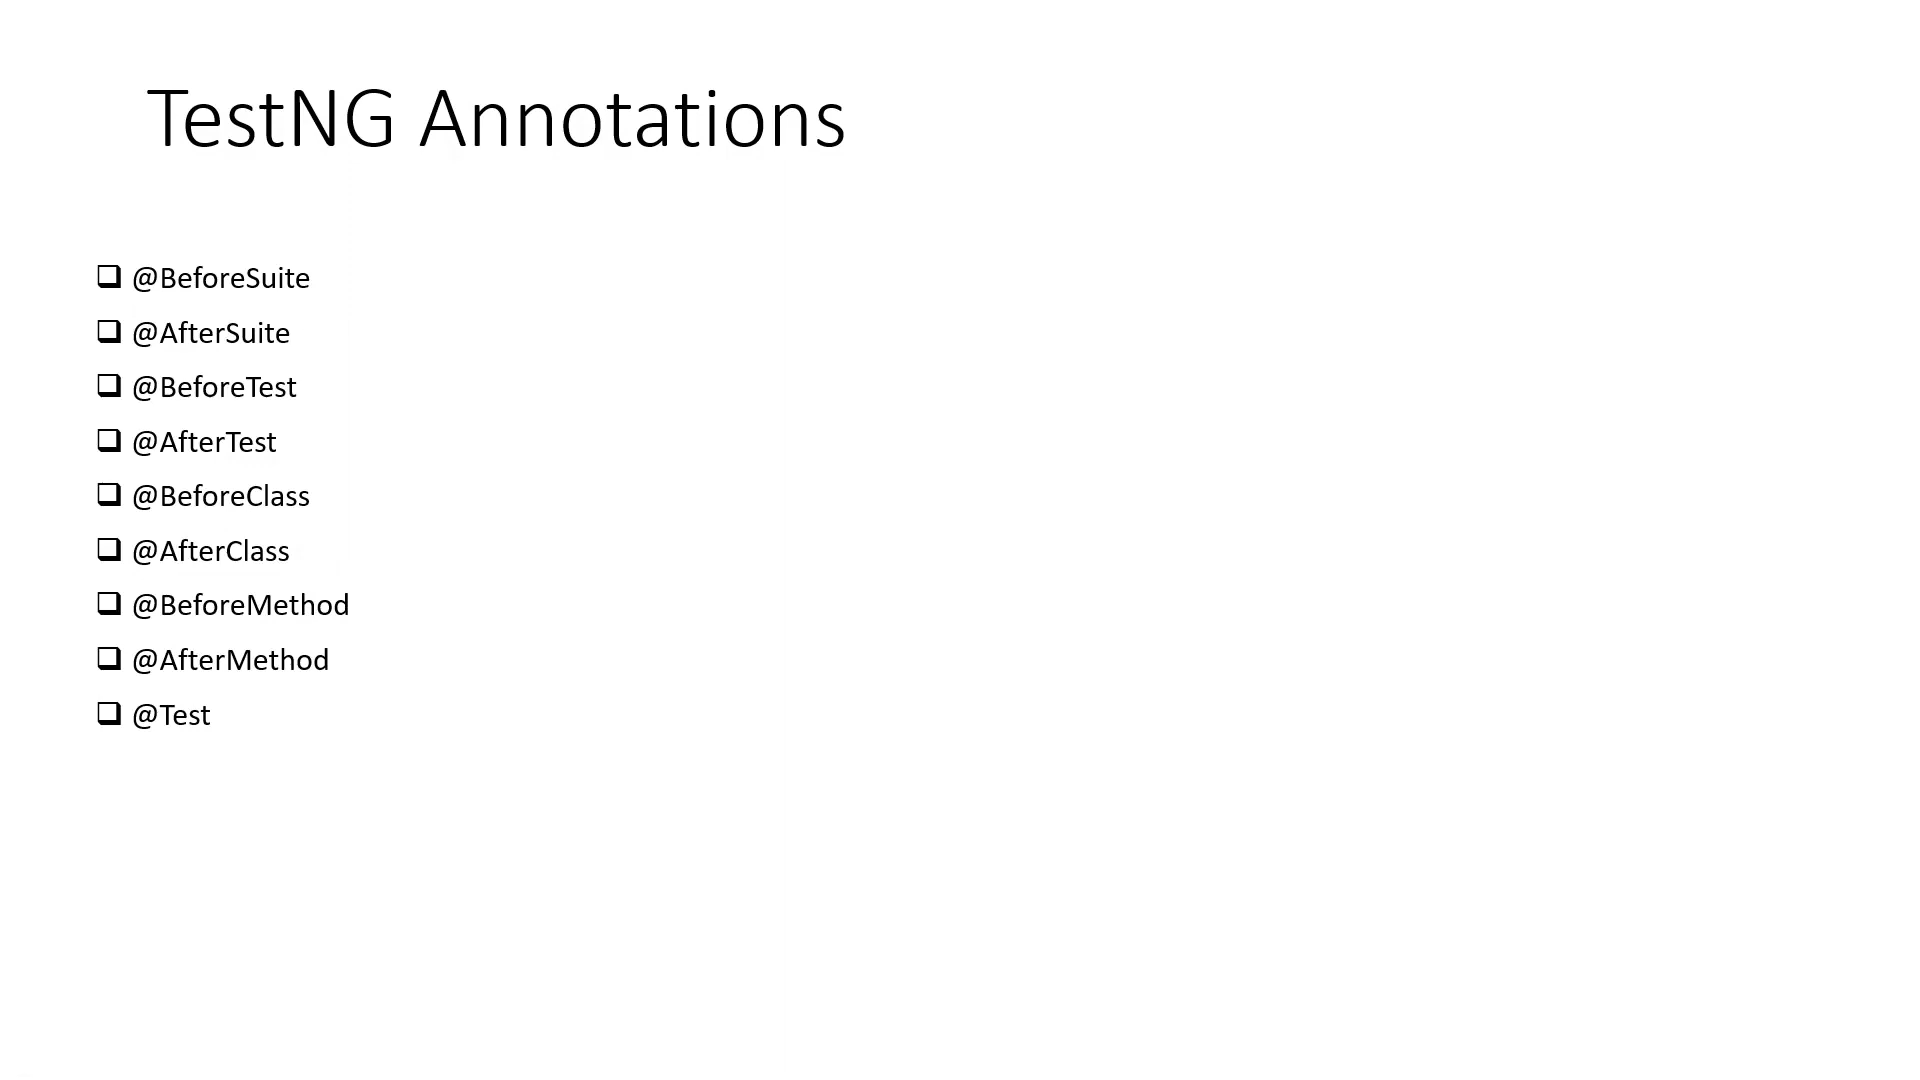 TestNG Annotations
@BeforeSuite
@AfterSuite
@BeforeTest
@AfterTest
@BeforeClass
@AfterClass
@BeforeMethod
@AfterMethod
@Test